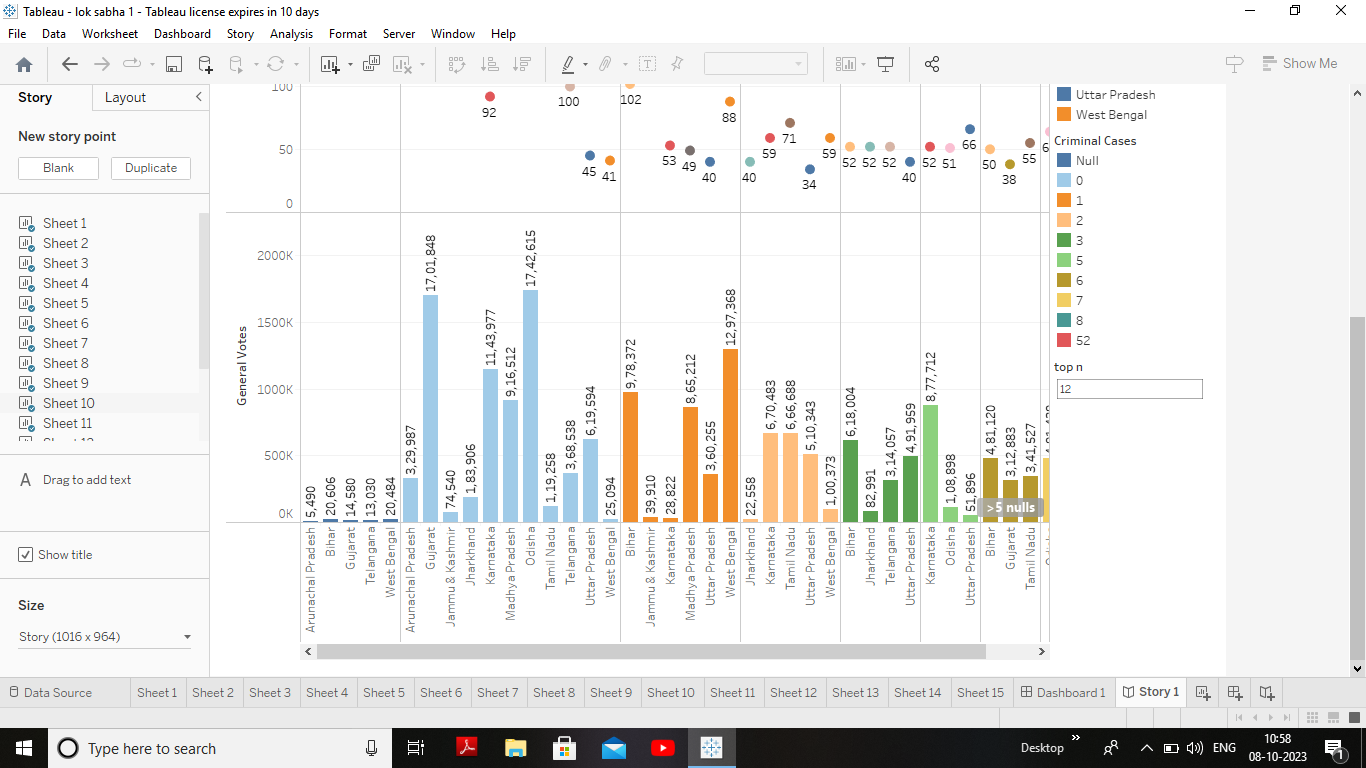 Tableau - lok sabha 1 - Tableau license expires in 10 days
File Data Worksheet Dashboard Story Analysis Format Server Window Help
Show Me
Story Layout
New story point
Blank Duplicate
Sheet 1
Sheet 2
Sheet 3
Sheet 4
Sheet 5
Sheet 6
Sheet 7
Sheet 8
Sheet 9
Sheet 10
Sheet 11
A Drag to add text
Show title
Size
Story (1016 x 964)
100
50
0
92
100
45
41
102
53
49
40
88
40
59
71
34
59
52
52
52
40
52
51
66
50
38
55
General Votes
2000K
1500K
1000K
500K
0K
5,490
20,606
14,580
13,030
20,484
3,29,987
17,01,848
74,540
1,83,906
11,43,977
9,16,512
17,42,615
1,19,258
3,68,538
6,19,594
25,094
9,78,372
39,910
28,822
8,65,212
3,60,255
12,97,368
22,558
6,70,483
6,66,688
5,10,343
1,00,373
6,18,004
82,991
3,14,057
4,91,959
8,77,712
1,08,898
51,896
4,81,120
3,12,883
3,41,527
>5 nulls
Arunachal Pradesh
Bihar
Gujarat
Telangana
West Bengal
Arunachal Pradesh
Gujarat
Jammu & Kashmir
Jharkhand
Karnataka
Madhya Pradesh
Odisha
Tamil Nadu
Telangana
Uttar Pradesh
West Bengal
Bihar
Jammu & Kashmir
Karnataka
Madhya Pradesh
Uttar Pradesh
West Bengal
Jharkhand
Karnataka
Tamil Nadu
Uttar Pradesh
West Bengal
Bihar
Jharkhand
Telangana
Uttar Pradesh
Karnataka
Odisha
Uttar Pradesh
Bihar
Gujarat
Tamil Nadu
Uttar Pradesh
West Bengal
Criminal Cases
Null
0
1
2
3
5
6
7
8
52
top n
12
Data Source Sheet 1 Sheet 2 Sheet 3 Sheet 4 Sheet 5 Sheet 6 Sheet 7 Sheet 8 Sheet 9 Sheet 10 Sheet 11 Sheet 12 Sheet 13 Sheet 14 Sheet 15 Dashboard 1 Story 1
Type here to search
Desktop
ENG
10:58
08-10-2023
1